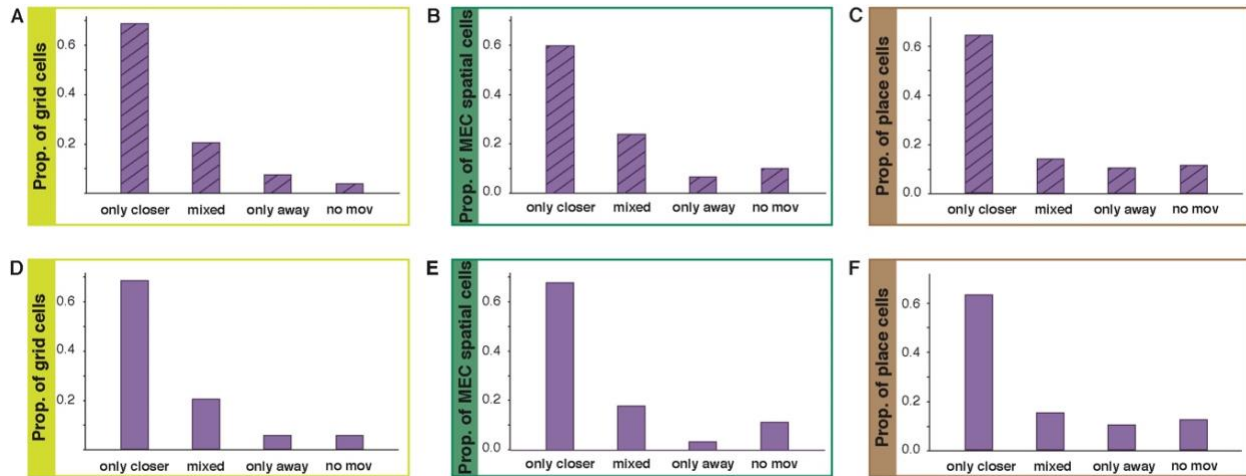 A
Prop. of grid cells
0.6
0.4
0.2
only closer mixed only away no mov
B
Prop. of MEC spatial cells
0.6
0.4
0.2
0.0
only closer mixed only away no mov
C
Prop. of place cells
0.6
0.4
0.2
0.0
only closer mixed only away no mov
D
Prop. of grid cells
0.6
0.4
0.2
only closer mixed only away no mov
E
Prop. of MEC spatial cells
0.6
0.4
0.2
0.0
only closer mixed only away no mov
F
Prop. of place cells
0.6
0.4
0.2
0.0
only closer mixed only away no mov